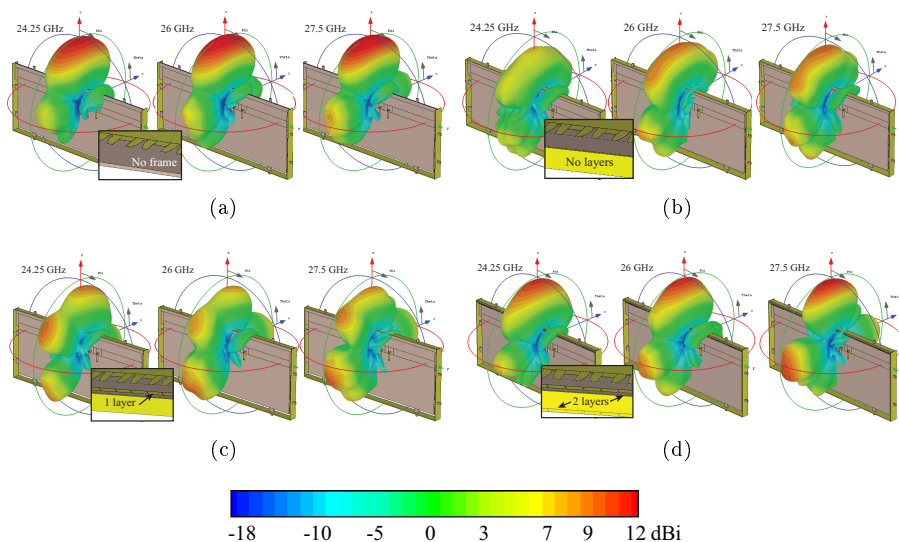 24.25 GHz
26 GHz
27.5 GHz
No frame
(a)
24.25 GHz
26 GHz
27.5 GHz
No layers
(b)
24.25 GHz
26 GHz
27.5 GHz
1 layer
(c)
24.25 GHz
26 GHz
27.5 GHz
2 layers
(d)
-18 -10 -5 0 3 7 9 12 dBi